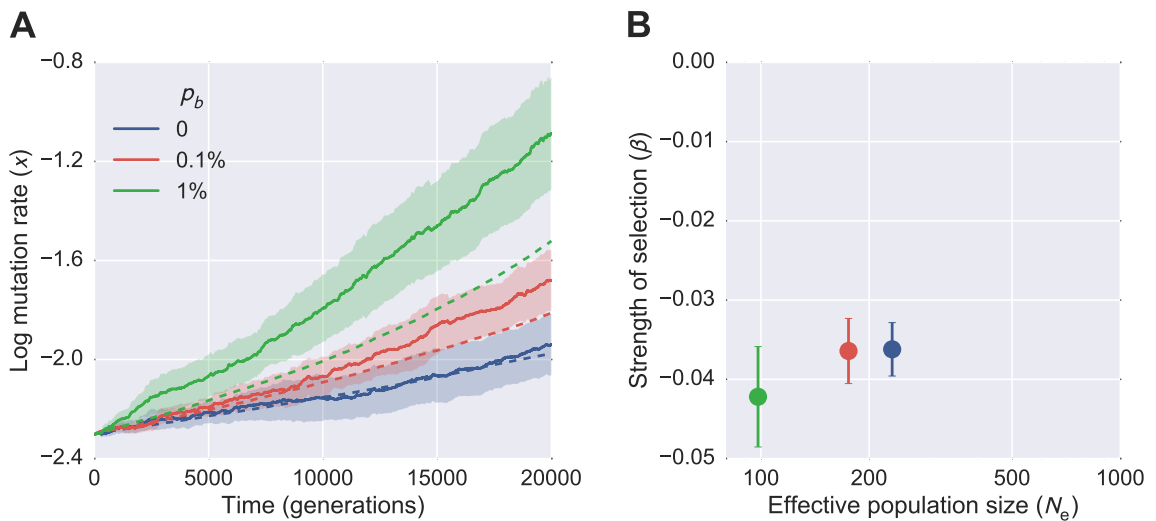 A
Log mutation rate (x)
−0.8
−1.2
−1.6
−2.0
−2.4
p_b
0
0.1%
1%
0 5000 10000 15000 20000
Time (generations)
B
Strength of selection (β)
0.00
−0.01
−0.02
−0.03
−0.04
−0.05
100 200 500 1000
Effective population size (N_e)